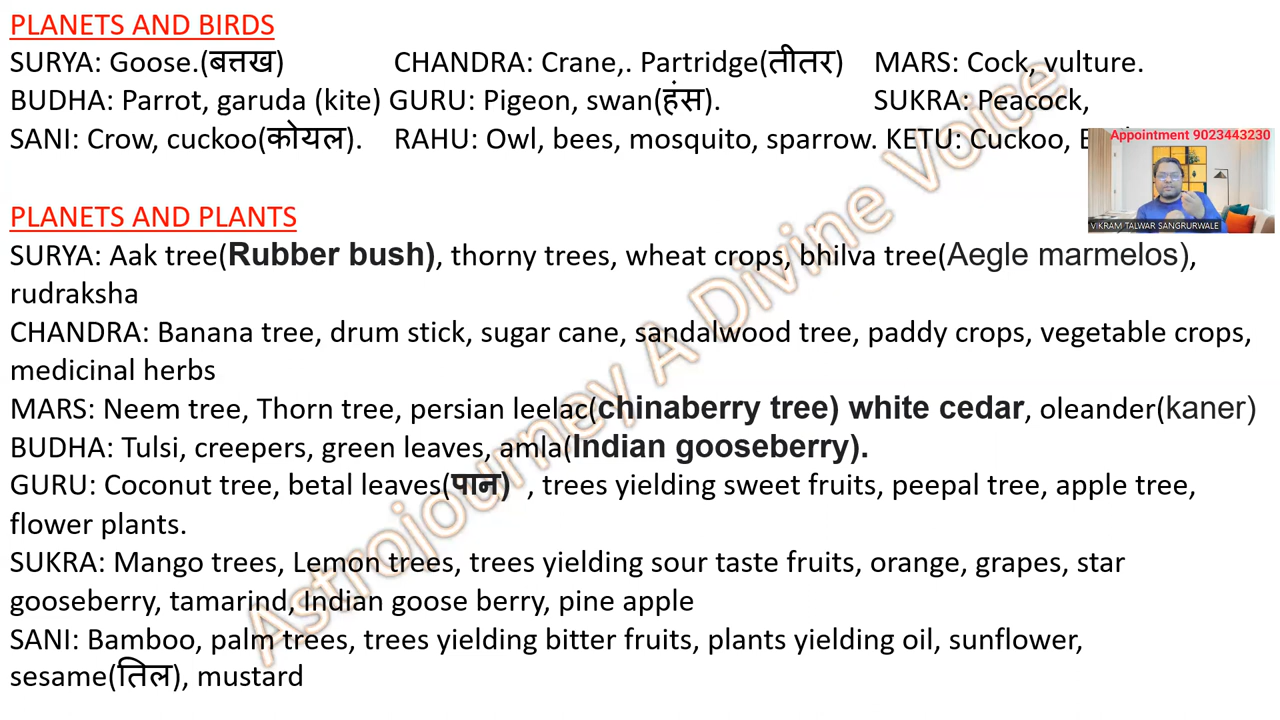 PLANETS AND BIRDS
SURYA: Goose.(बत्तख) CHANDRA: Crane,. Partridge(तीतर) MARS: Cock, vulture.
BUDHA: Parrot, garuda (kite) GURU: Pigeon, swan(हंस). SUKRA: Peacock,
SANI: Crow, cuckoo(कोयल). RAHU: Owl, bees, mosquito, sparrow. KETU: Cuckoo,
Appointment 9023443230
VIKRAM TALWAR SANGRURWALE
PLANETS AND PLANTS
SURYA: Aak tree(Rubber bush), thorny trees, wheat crops, bhilva tree(Aegle marmelos),
rudraksha
CHANDRA: Banana tree, drum stick, sugar cane, sandalwood tree, paddy crops, vegetable crops,
medicinal herbs
MARS: Neem tree, Thorn tree, persian leelac(chinaberry tree) white cedar, oleander(kaner)
BUDHA: Tulsi, creepers, green leaves, amla(Indian gooseberry).
GURU: Coconut tree, betal leaves(पान) , trees yielding sweet fruits, peepal tree, apple tree,
flower plants.
SUKRA: Mango trees, Lemon trees, trees yielding sour taste fruits, orange, grapes, star
gooseberry, tamarind, Indian goose berry, pine apple
SANI: Bamboo, palm trees, trees yielding bitter fruits, plants yielding oil, sunflower,
sesame(तिल), mustard
Astrojourney A Divine Voice